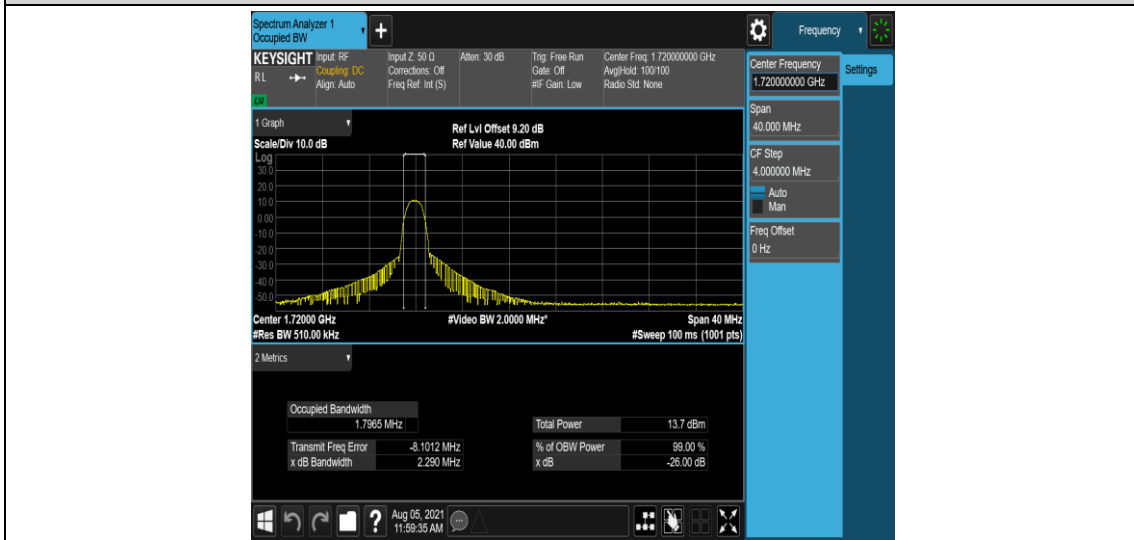 Spectrum Analyzer 1
Occupied BW
Frequency
KEYSIGHT
RL
Input: RF
Coupling: DC
Align: Auto
Input Z: 50 Ω
Corrections: Off
Freq Ref: Int (S)
Atten: 30 dB
Trig: Free Run
Gate: Off
#IF Gain: Low
Center Freq: 1.720000000 GHz
Avg|Hold: 100/100
Radio Std: None
Center Frequency
1.720000000 GHz
Settings
Span
40.000 MHz
CF Step
4.000000 MHz
Auto
Man
Freq Offset
0 Hz
1 Graph
Scale/Div 10.0 dB
Ref Lvl Offset 9.20 dB
Ref Value 40.00 dBm
Log
30.0
20.0
10.0
0.00
-10.0
-20.0
-30.0
-40.0
-50.0
Center 1.72000 GHz
#Video BW 2.0000 MHz*
Span 40 MHz
#Res BW 510.00 kHz
#Sweep 100 ms (1001 pts)
2 Metrics
Occupied Bandwidth
1.7965 MHz
Total Power 13.7 dBm
Transmit Freq Error -8.1012 MHz
% of OBW Power 99.00 %
x dB Bandwidth 2.290 MHz
x dB -26.00 dB
?
Aug 05, 2021
11:59:35 AM